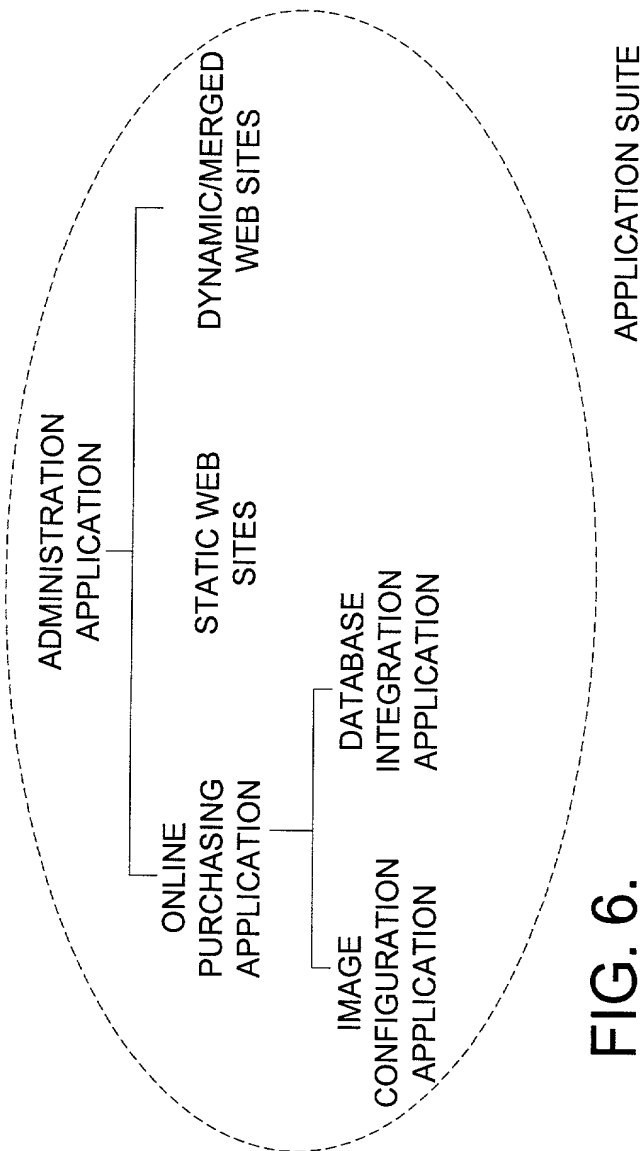 ADMINISTRATION
APPLICATION
ONLINE
PURCHASING
APPLICATION
STATIC WEB
SITES
DYNAMIC/MERGED
WEB SITES
IMAGE
CONFIGURATION
APPLICATION
DATABASE
INTEGRATION
APPLICATION
APPLICATION SUITE
FIG. 6.